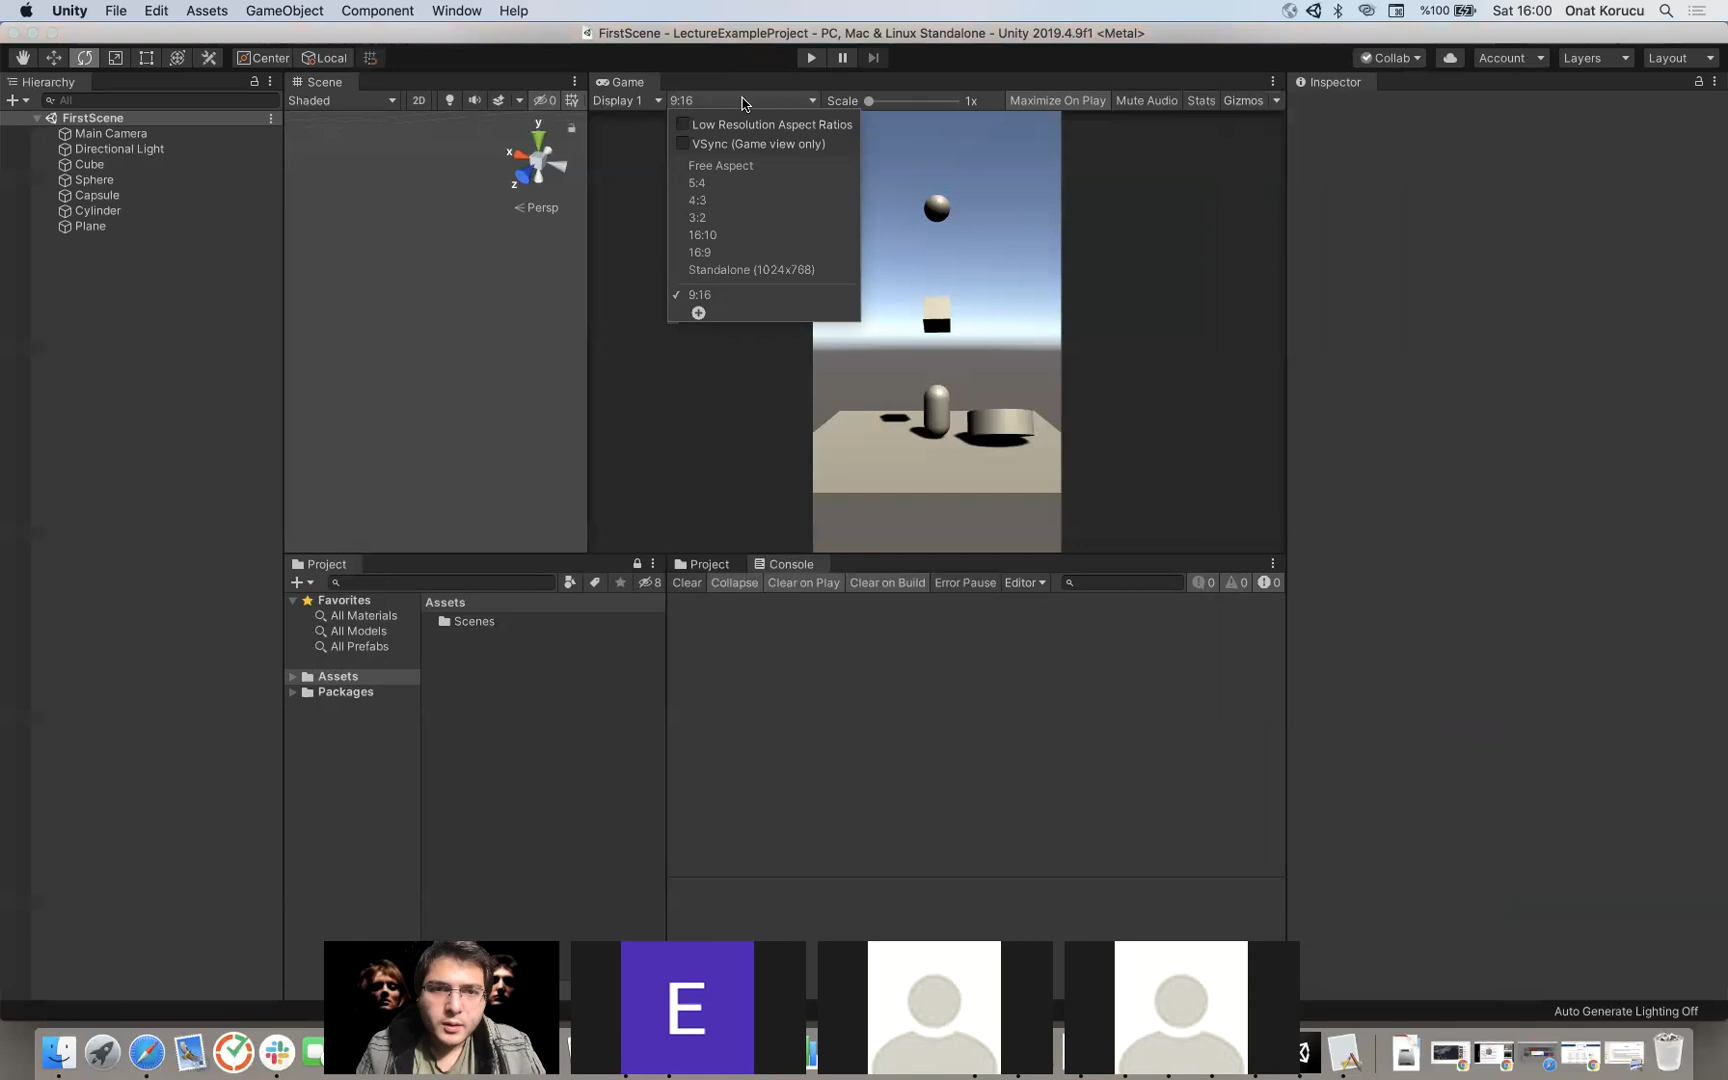 Unity File Edit Assets GameObject Component Window Help %100 Sat 16:00 Onat Korucu
FirstScene - LectureExampleProject - PC, Mac & Linux Standalone - Unity 2019.4.9f1 <Metal>
Center Local Collab Account Layers Layout
Hierarchy
All
FirstScene
Main Camera
Directional Light
Cube
Sphere
Capsule
Cylinder
Plane
Scene
Shaded 2D 0
y
x
z
Persp
Game
Display 1 9:16 Scale 1x Maximize On Play Mute Audio Stats Gizmos
Low Resolution Aspect Ratios
VSync (Game view only)
Free Aspect
5:4
4:3
3:2
16:10
16:9
Standalone (1024x768)
9:16
Inspector
Project
8
Favorites
All Materials
All Models
All Prefabs
Assets
Packages
Assets
Scenes
Project Console
Clear Collapse Clear on Play Clear on Build Error Pause Editor 0 0 0
E
Auto Generate Lighting Off